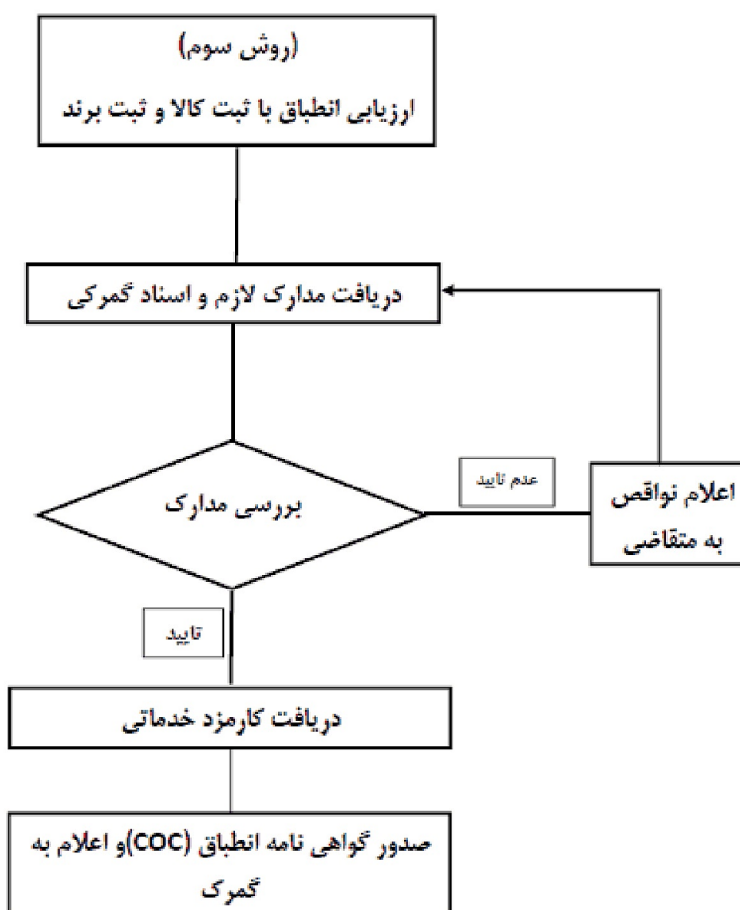 (روش سوم)
ارزیابی انطباق با ثبت کالا و ثبت برند
دریافت مدارک لازم و اسناد گمرکی
بررسی مدارک
عدم تایید
اعلام نواقص
به متقاضی
تایید
دریافت کارمزد خدماتی
صدور گواهی نامه انطباق (COC)و اعلام به
گمرک